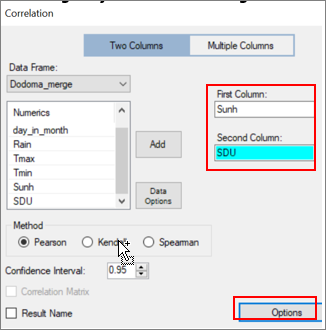 Correlation
Two Columns
Multiple Columns
Data Frame:
Dodoma_merge
First Column:
Sunh
Numerics
day_in_month
Rain
Tmax
Tmin
Sunh
SDU
Add
Second Column:
SDU
Data
Options
Method
Pearson
Spearman
Confidence Interval:
0.95
Correlation Matrix
Result Name
Options